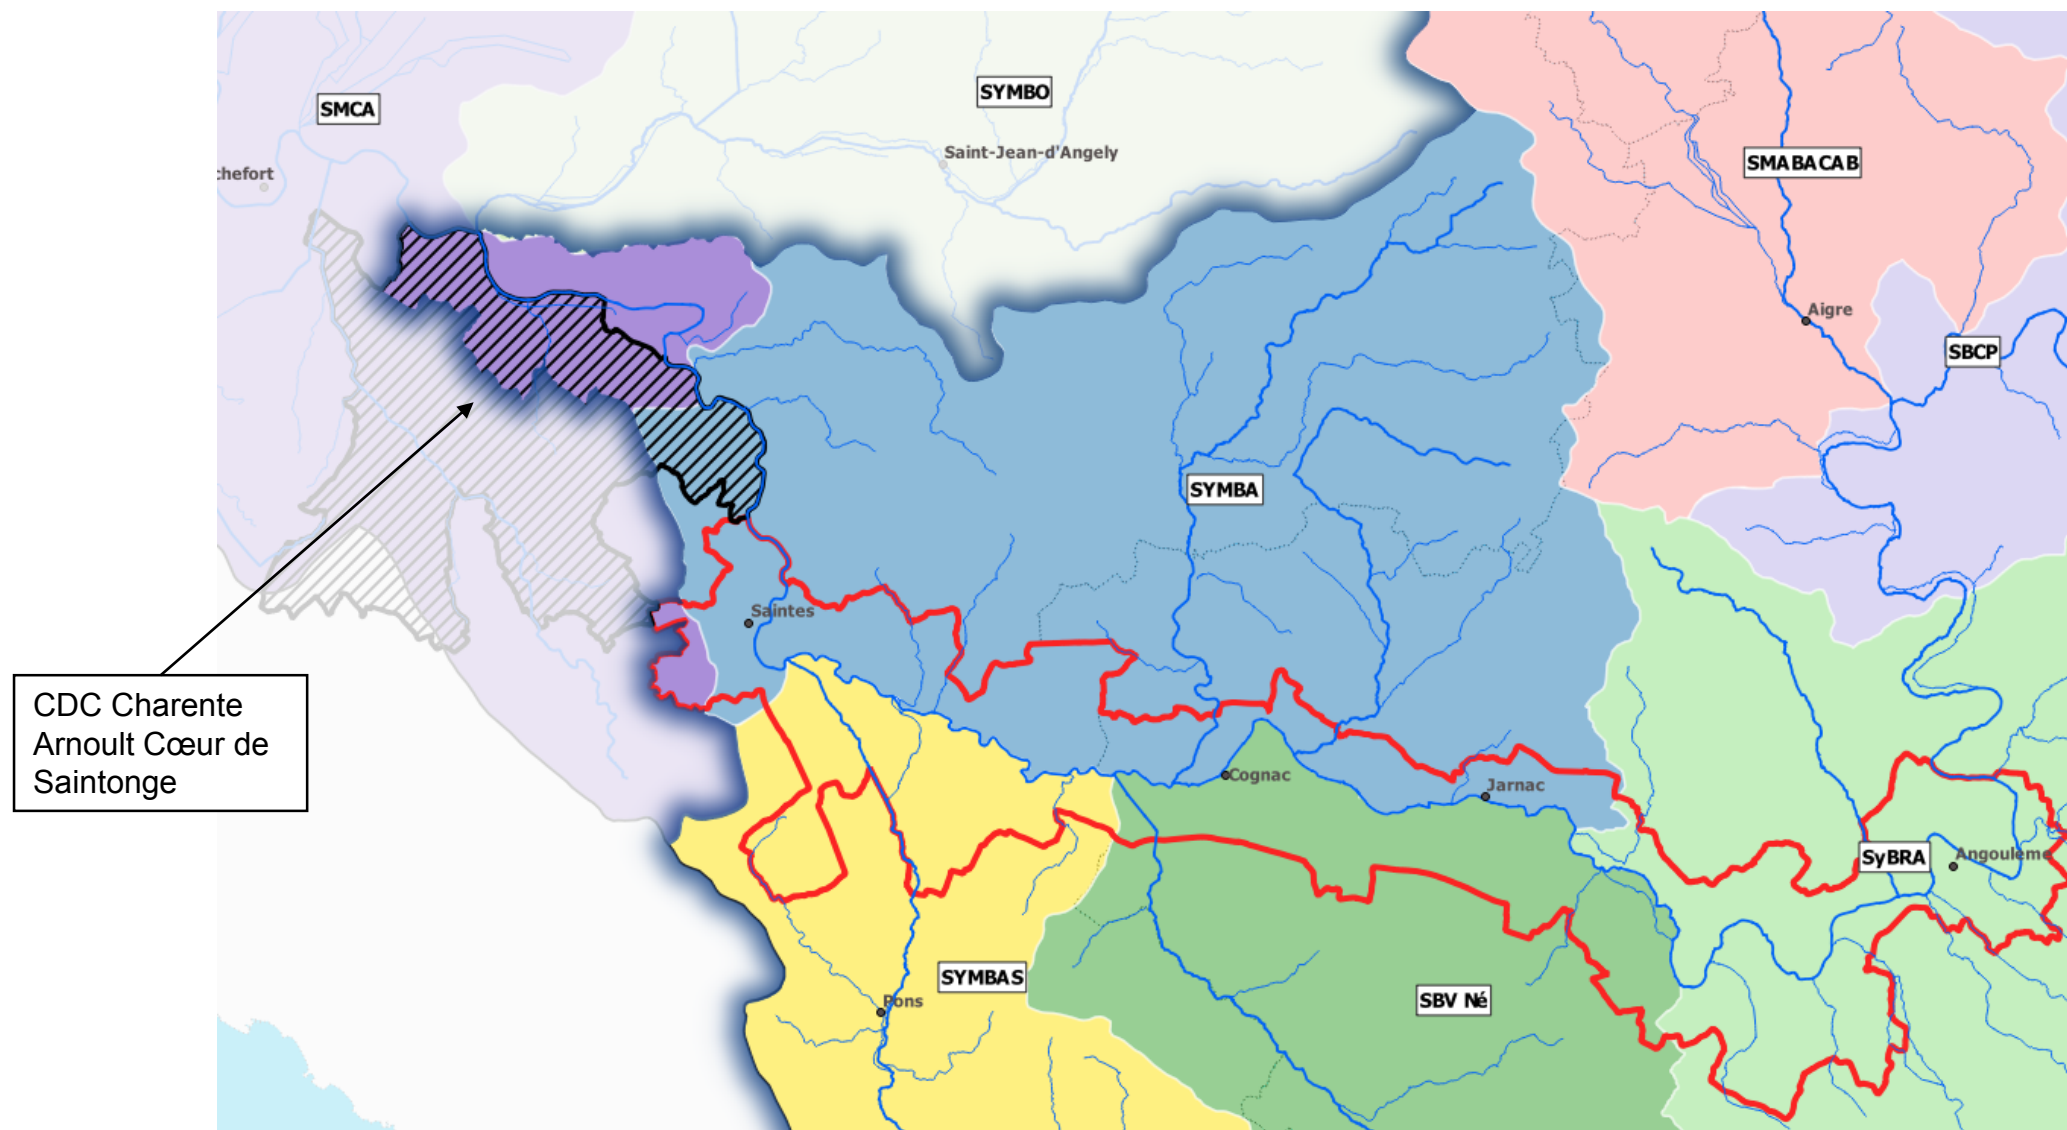 SYMBO
SMCA
Saint-Jean-d'Angely
SMABACAB
chefort
Aigre
SBCP
SYMBA
Saintes
CDC Charente
Arnoult Cœur de
Saintonge
Cognac
Jarnac
SyBRA
Angouleme
SYMBAS
Pons
SBV Né